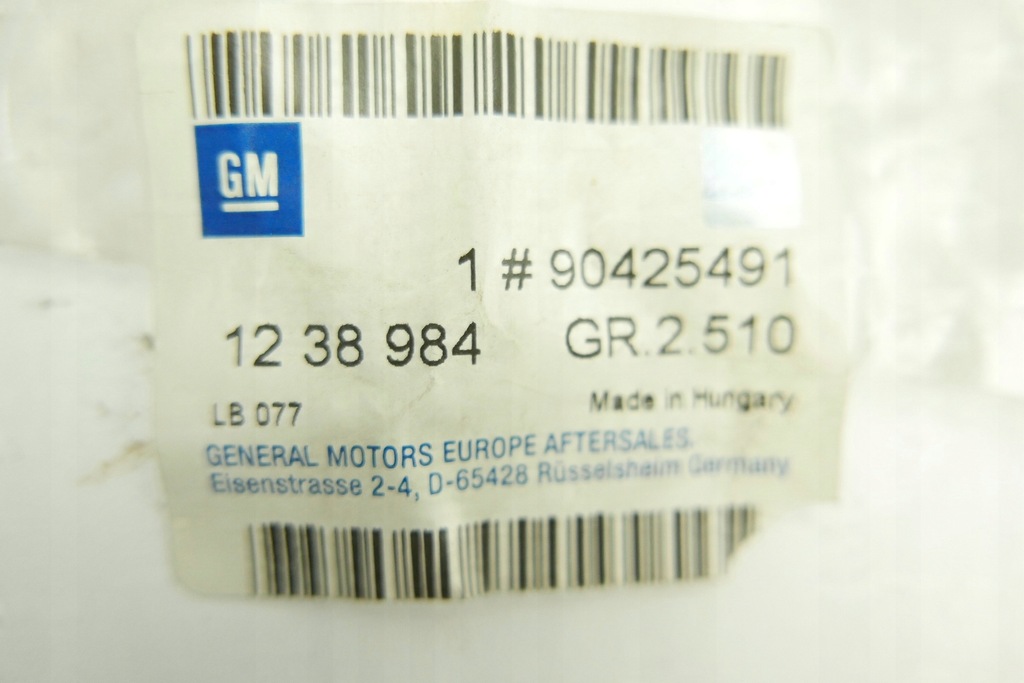 GM
1 # 90425491
12 38 984 GR.2.510
LB 077 Made in Hungary
GENERAL MOTORS EUROPE AFTERSALES.
Eisenstrasse 2-4, D-65428 Rüsselsheim Germany